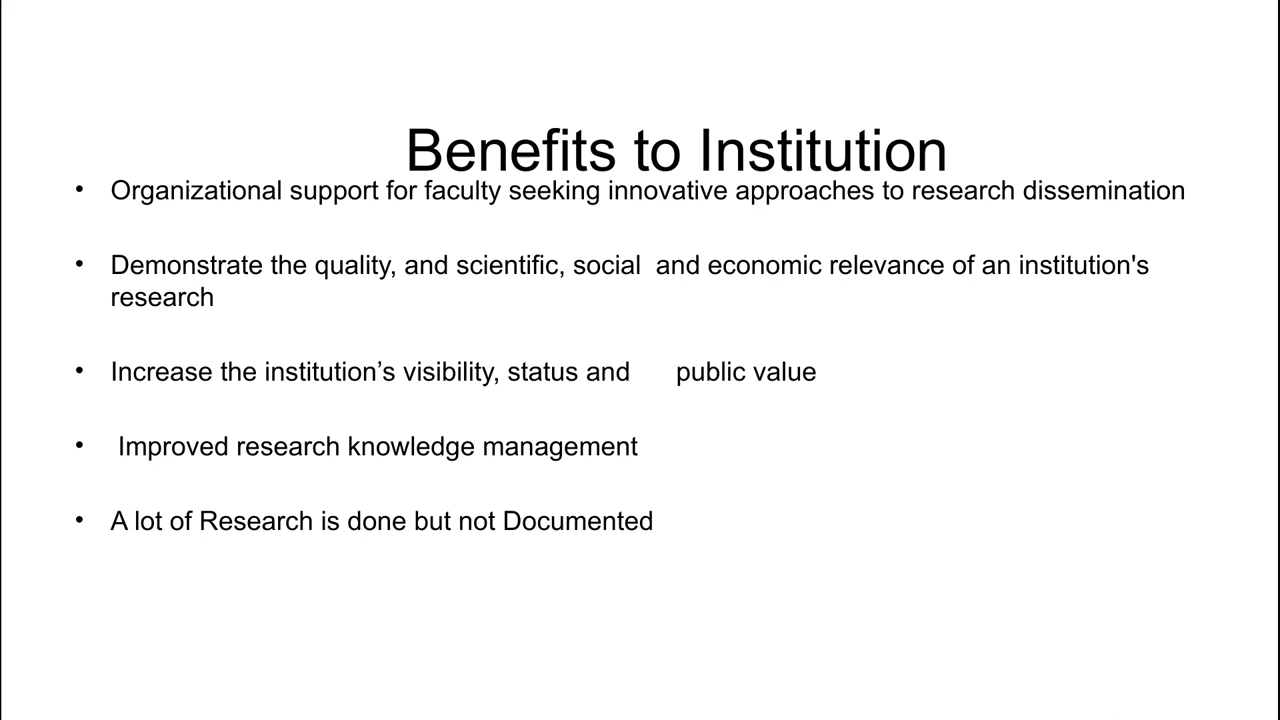 Benefits to Institution
• Organizational support for faculty seeking innovative approaches to research dissemination
• Demonstrate the quality, and scientific, social  and economic relevance of an institution's
research
• Increase the institution’s visibility, status and      public value
•  Improved research knowledge management
• A lot of Research is done but not Documented